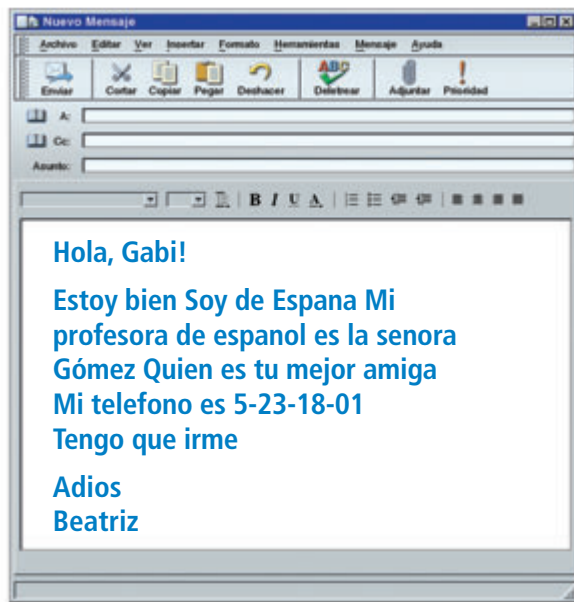 Nuevo Mensaje
Archivo Editar Ver Insertar Formato Herramientas Mensaje Ayuda
Enviar Cortar Copiar Pegar Deshacer Deletrear Adjuntar Prioridad
A:
Cc:
Asunto:
B I U A
Hola, Gabi!
Estoy bien Soy de Espana Mi
profesora de espanol es la senora
Gómez Quien es tu mejor amiga
Mi telefono es 5-23-18-01
Tengo que irme
Adios
Beatriz